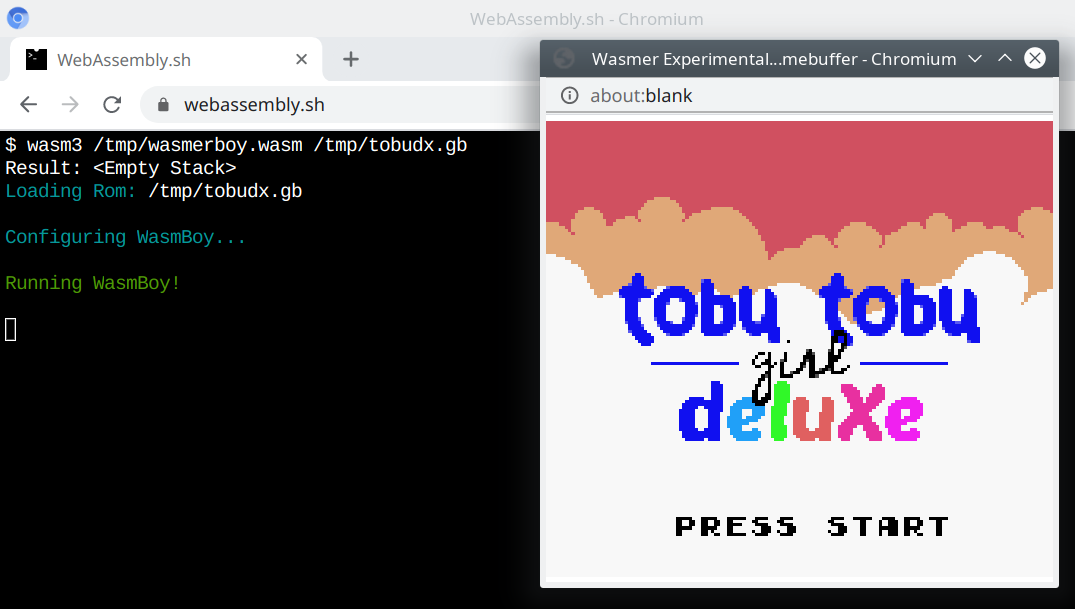 WebAssembly.sh - Chromium
WebAssembly.sh
webassembly.sh
$ wasm3 /tmp/wasmerboy.wasm /tmp/tobudx.gb
Result: <Empty Stack>
Loading Rom: /tmp/tobudx.gb
Configuring WasmBoy...
Running WasmBoy!
Wasmer Experimental...mebuffer - Chromium
about:blank
tobu tobu
girl
deluxe
PRESS START